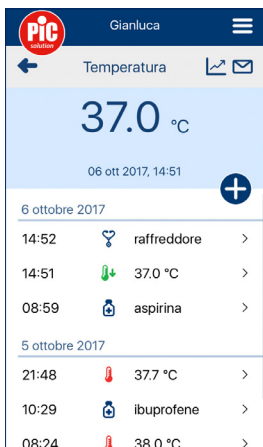 PiC
solution
Gianluca
Temperatura
37.0 °C
06 ott 2017, 14:51
6 ottobre 2017
14:52 raffreddore
14:51 37.0 °C
08:59 aspirina
5 ottobre 2017
21:48 37.7 °C
10:29 ibuprofene
08:24 38.0 °C